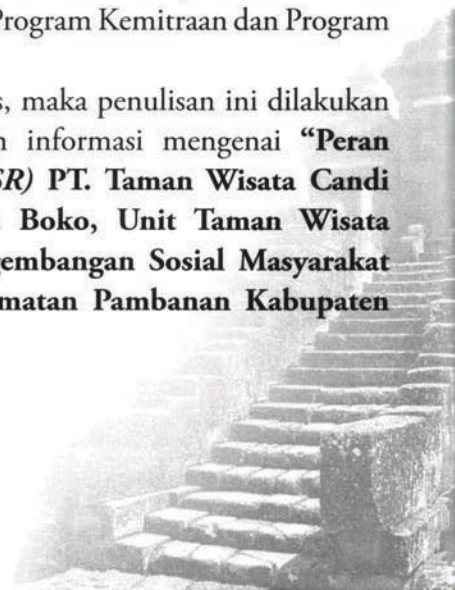 Program Kemitraan dan Program
s, maka penulisan ini dilakukan
informasi mengenai “Peran
SR) PT. Taman Wisata Candi
Boko, Unit Taman Wisata
gembangan Sosial Masyarakat
matan Pambanan Kabupaten